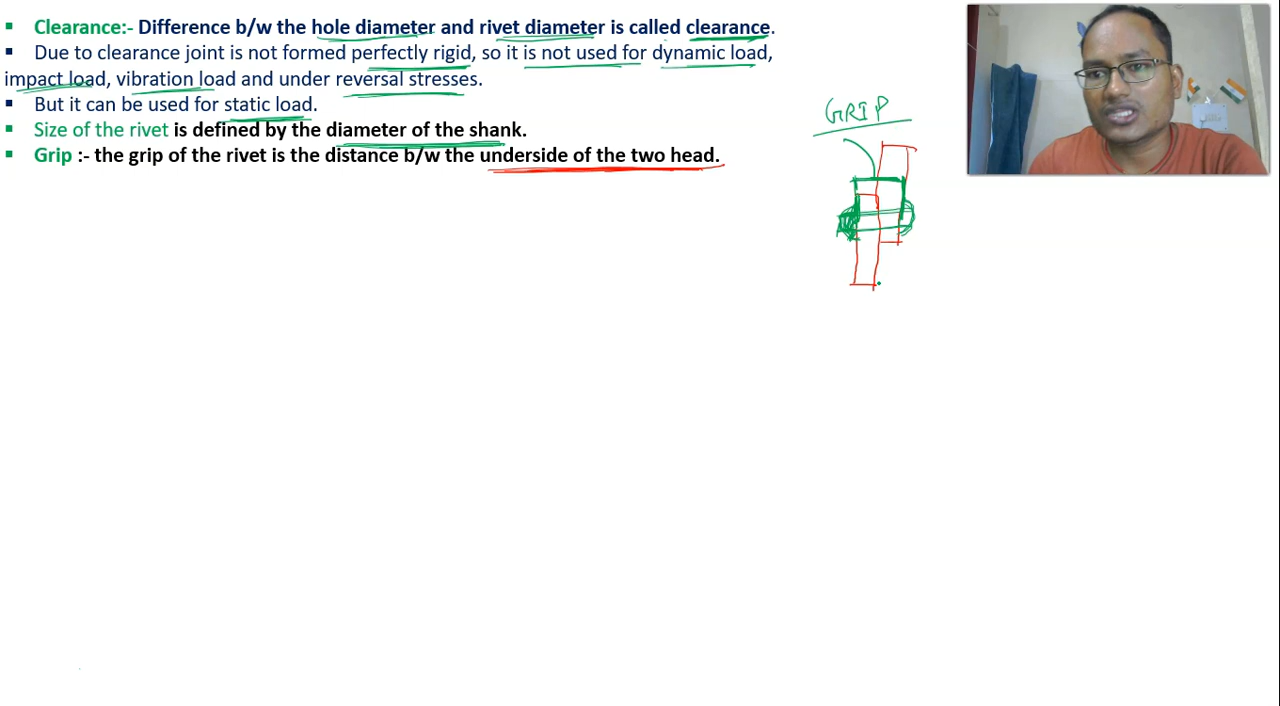 ▪ Clearance:- Difference b/w the hole diameter and rivet diameter is called clearance.
▪ Due to clearance joint is not formed perfectly rigid, so it is not used for dynamic load,
impact load, vibration load and under reversal stresses.
▪ But it can be used for static load.
▪ Size of the rivet is defined by the diameter of the shank.
▪ Grip :- the grip of the rivet is the distance b/w the underside of the two head.
GRIP